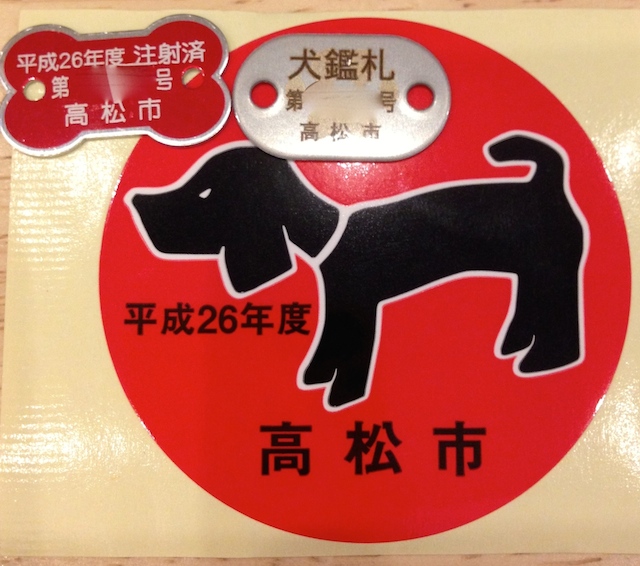 平成26年度 注射済
第 号
高松市
犬鑑札
第 号
高松市
平成26年度
高松市